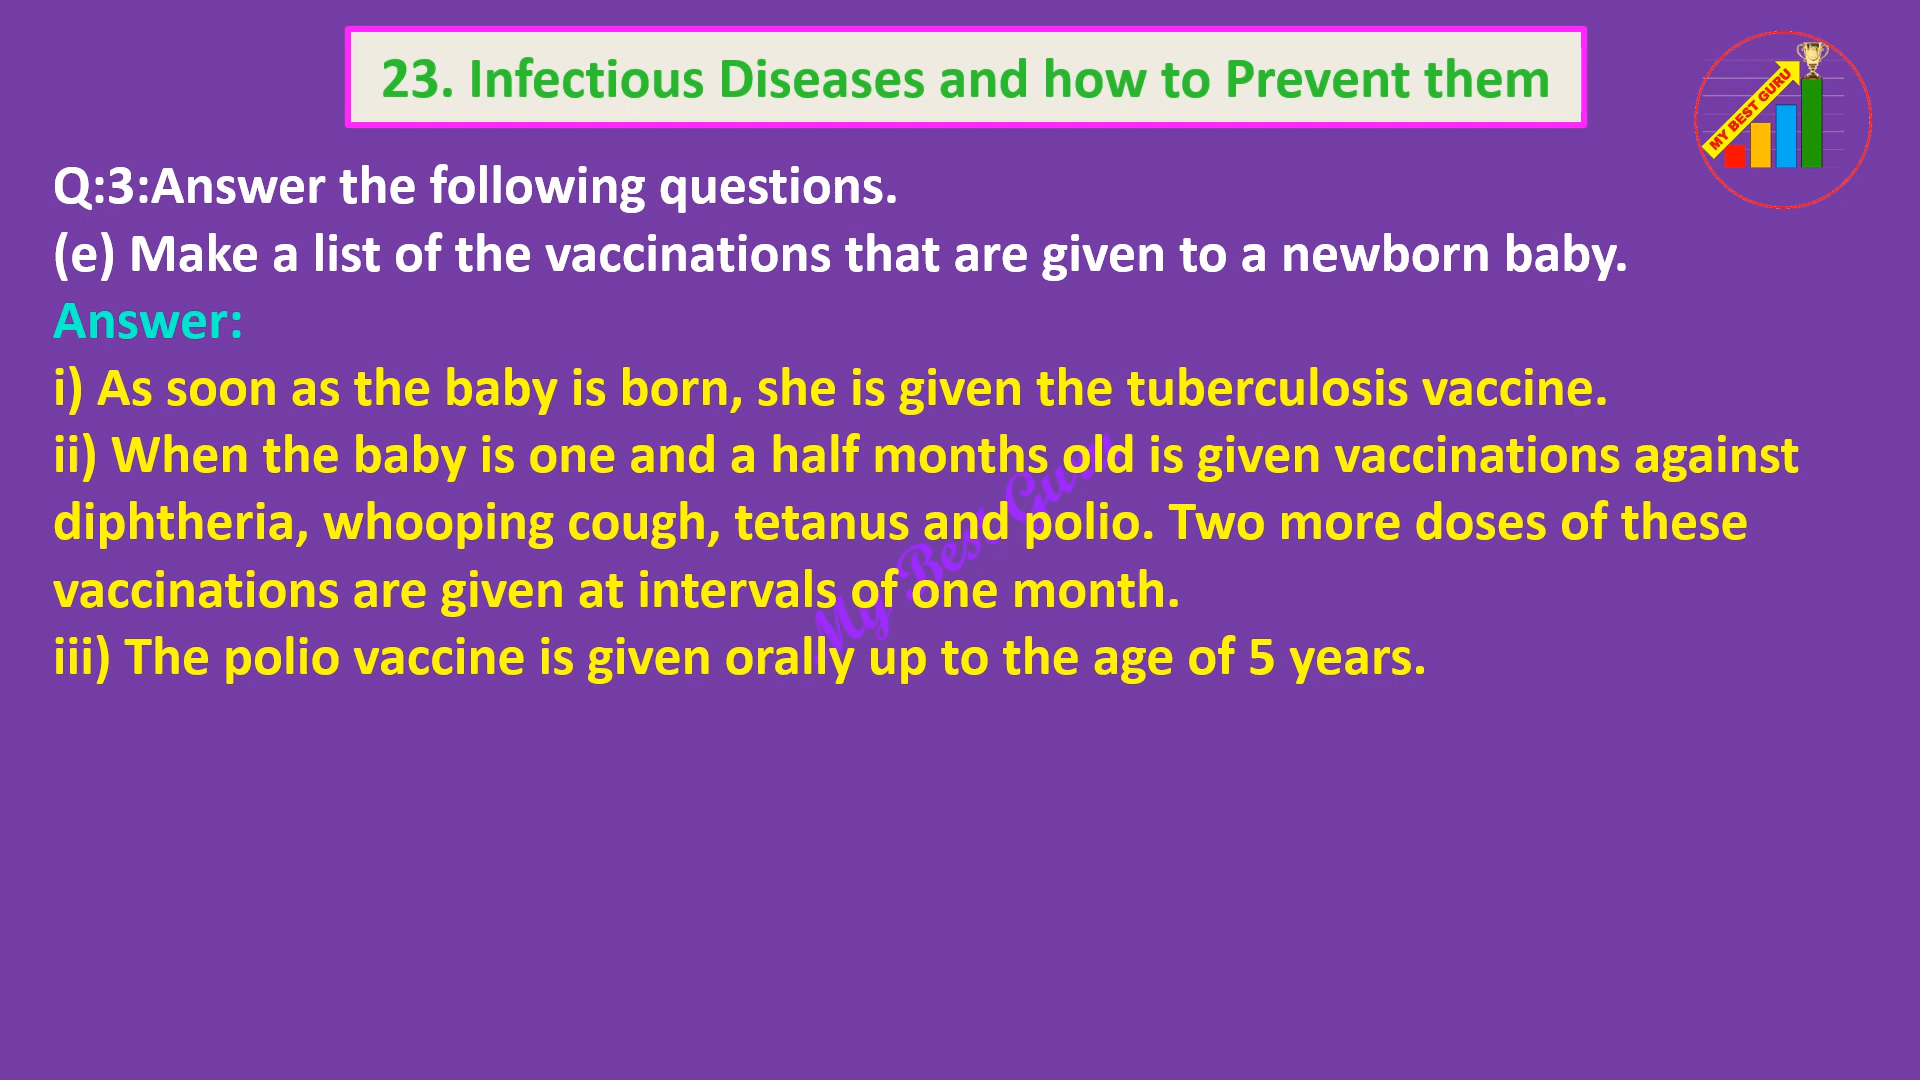 23. Infectious Diseases and how to Prevent them
MY BEST GURU
Q:3:Answer the following questions.
(e) Make a list of the vaccinations that are given to a newborn baby.
Answer:
i) As soon as the baby is born, she is given the tuberculosis vaccine.
ii) When the baby is one and a half months old is given vaccinations against
diphtheria, whooping cough, tetanus and polio. Two more doses of these
vaccinations are given at intervals of one month.
iii) The polio vaccine is given orally up to the age of 5 years.
My Best Guru